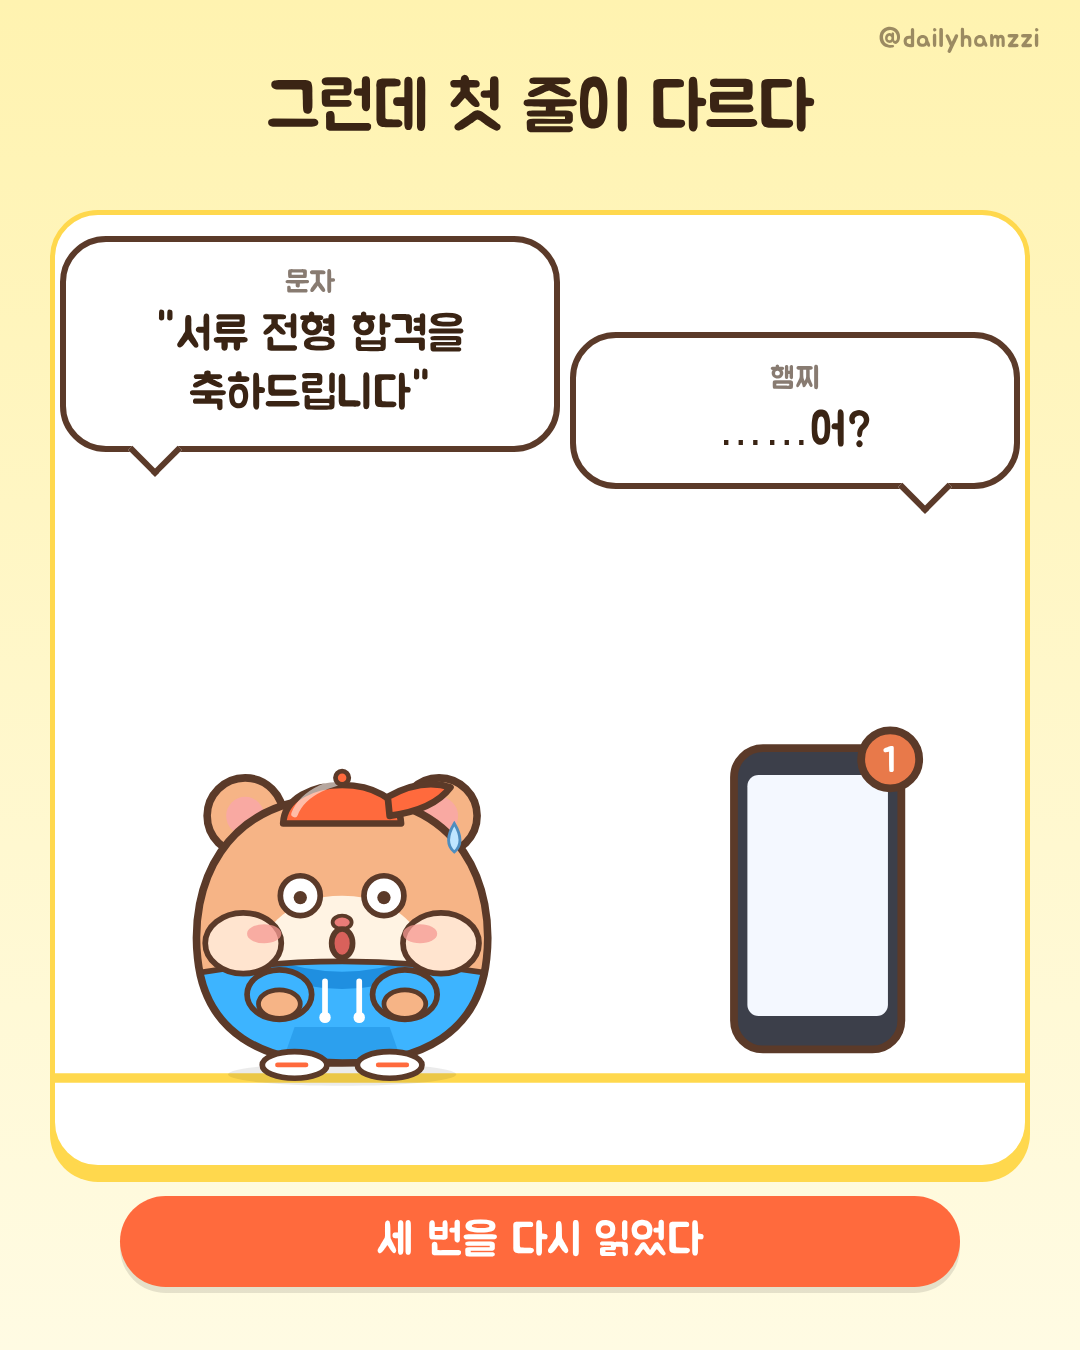 @dailyhamzzi
그런데 첫 줄이 다르다
문자
"서류 전형 합격을
축하드립니다"
햄찌
......어?
1
세 번을 다시 읽었다